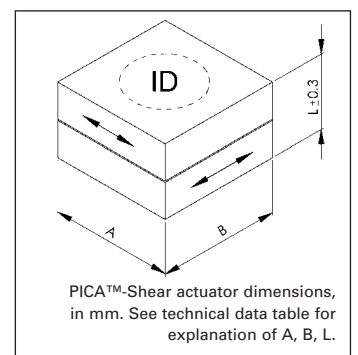 ID
L±0.3
A
B
PICA™-Shear actuator dimensions,
in mm. See technical data table for
explanation of A, B, L.